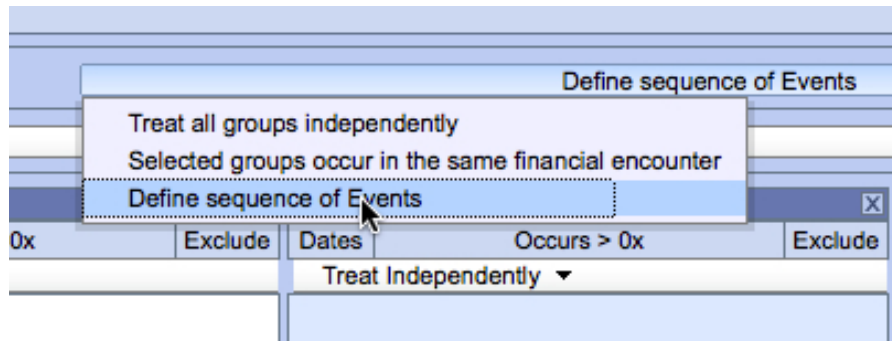 Define sequence of Events
Treat all groups independently
Selected groups occur in the same financial encounter
Define sequence of Events
X
0x Exclude Dates Occurs > 0x Exclude
Treat Independently